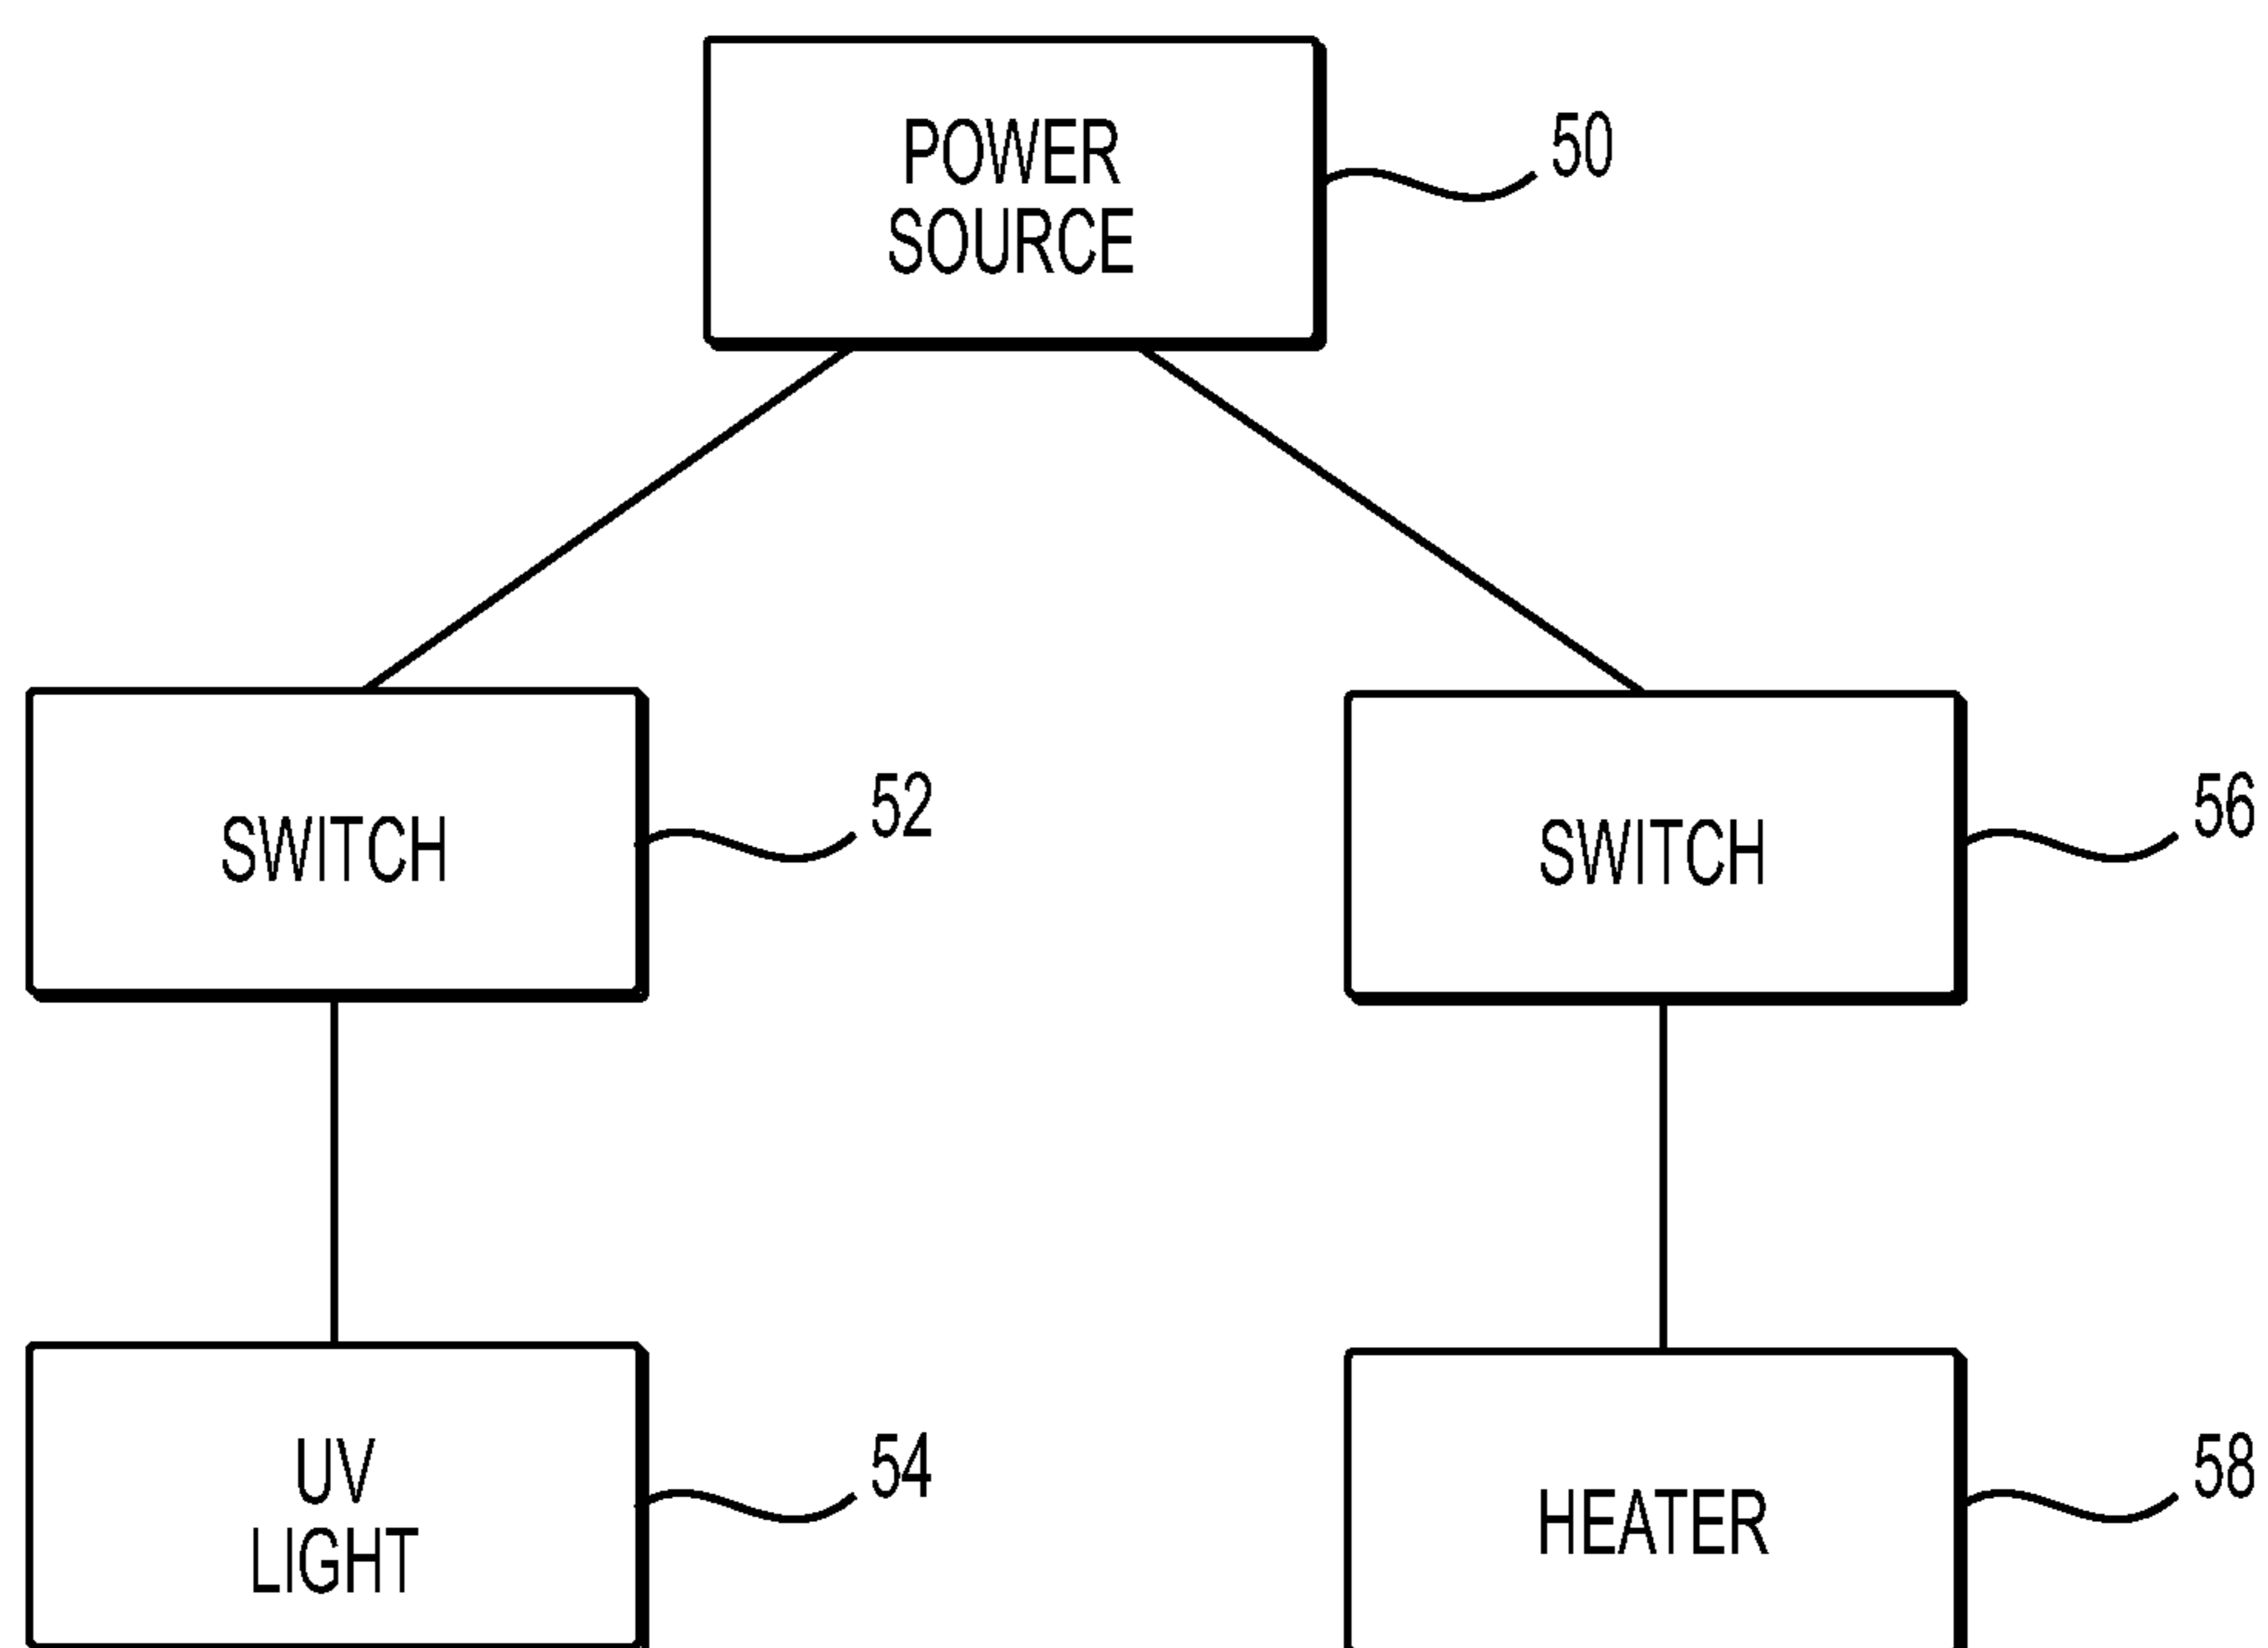 POWER
SOURCE
50
SWITCH
52
SWITCH
56
UV
LIGHT
54
HEATER
58